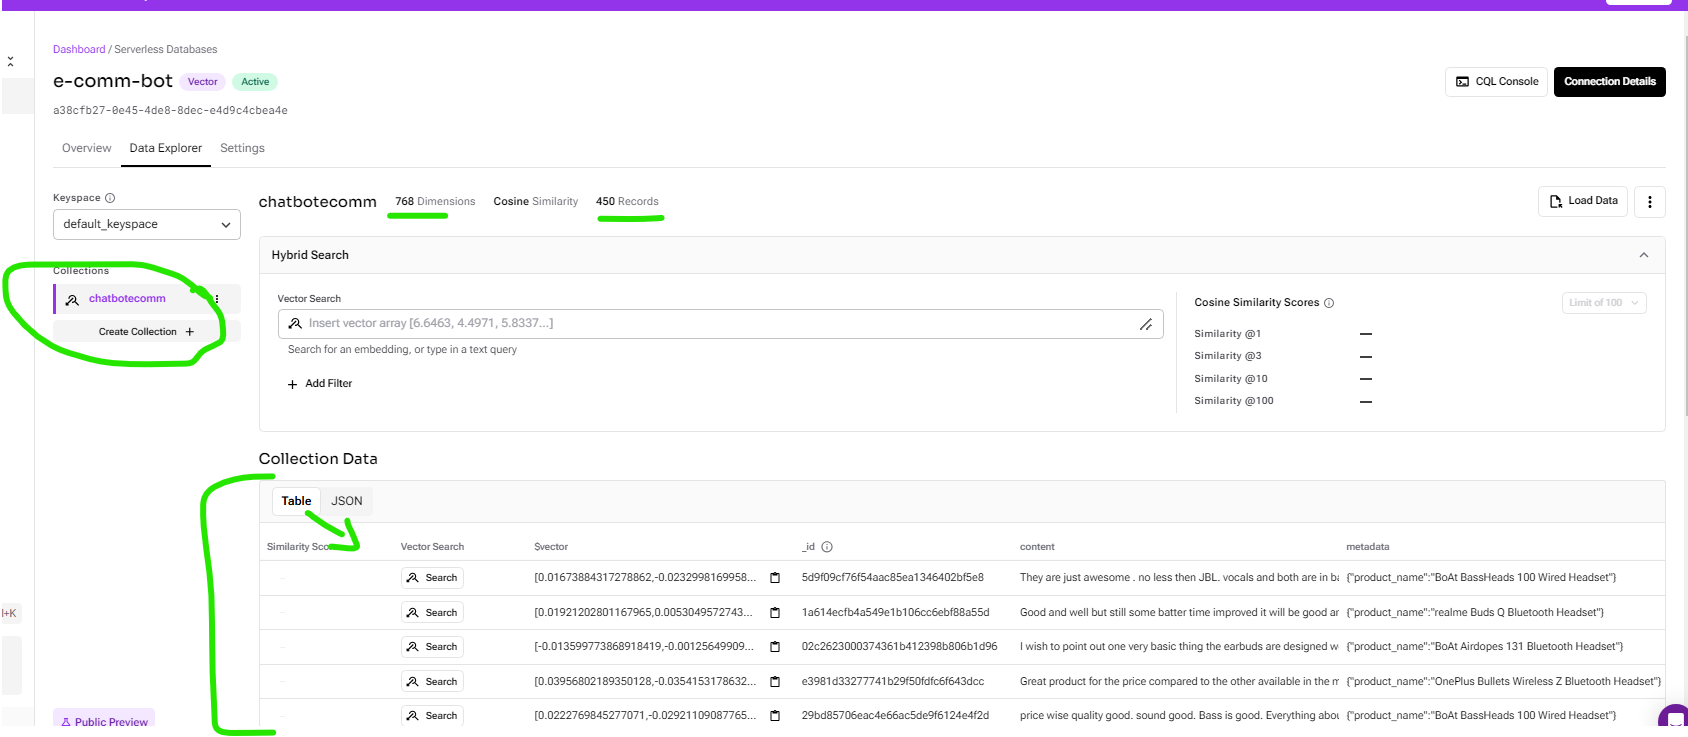 Dashboard / Serverless Databases
e-comm-bot Vector Active
CQL Console Connection Details
a38cfb27-0e45-4de8-8dec-e4d9c4cbea4e
Overview Data Explorer Settings
Keyspace
default_keyspace
Collections
chatbotecomm
Create Collection +
chatbotecomm 768 Dimensions Cosine Similarity 450 Records
Load Data
Hybrid Search
Vector Search
Insert vector array [6.6463, 4.4971, 5.8337...]
Search for an embedding, or type in a text query
+ Add Filter
Cosine Similarity Scores Limit of 100
Similarity @1 —
Similarity @3 —
Similarity @10 —
Similarity @100 —
Collection Data
Table JSON
Similarity Sco Vector Search $vector _id content metadata
Search [0.01673884317278862,-0.0232998169958... 5d9f09cf76f54aac85ea1346402bf5e8 They are just awesome . no less then JBL. vocals and both are in ba {"product_name":"BoAt BassHeads 100 Wired Headset"}
Search [0.01921202801167965,0.0053049572743... 1a614ecfb4a549e1b106cc6ebf88a55d Good and well but still some batter time improved it will be good ar {"product_name":"realme Buds Q Bluetooth Headset"}
Search [-0.013599773868918419,-0.00125649909... 02c2623000374361b412398b806b1d96 I wish to point out one very basic thing the earbuds are designed w {"product_name":"BoAt Airdopes 131 Bluetooth Headset"}
Search [0.03956802189350128,-0.0354153178632... e3981d33277741b29f50fdfc6f643dcc Great product for the price compared to the other available in the m {"product_name":"OnePlus Bullets Wireless Z Bluetooth Headset"}
Search [0.0222769845277071,-0.02921109087765... 29bd85706eac4e66ac5de9f6124e4f2d price wise quality good. sound good. Bass is good. Everything abou {"product_name":"BoAt BassHeads 100 Wired Headset"}
+K
Public Preview